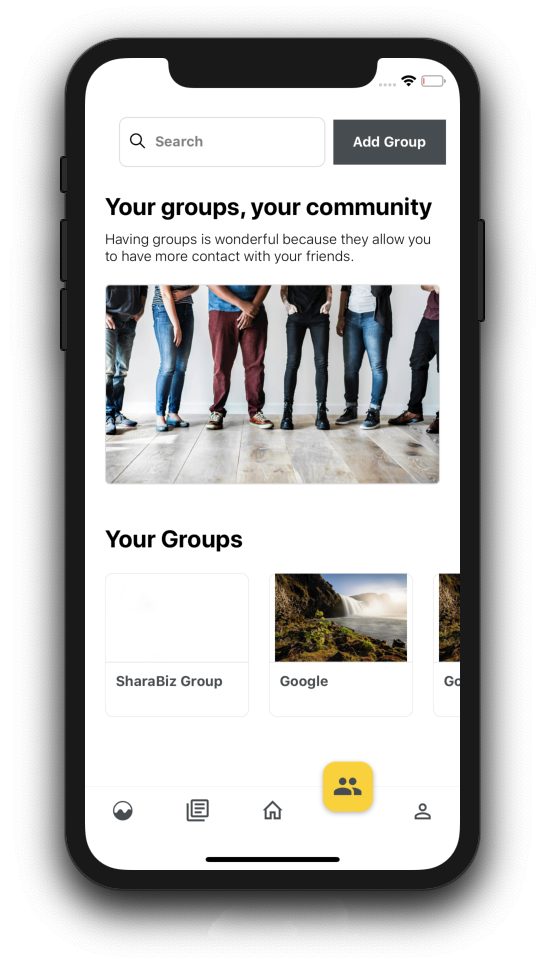 Search
Add Group
Your groups, your community
Having groups is wonderful because they allow you
to have more contact with your friends.
Your Groups
SharaBiz Group
Google
Go